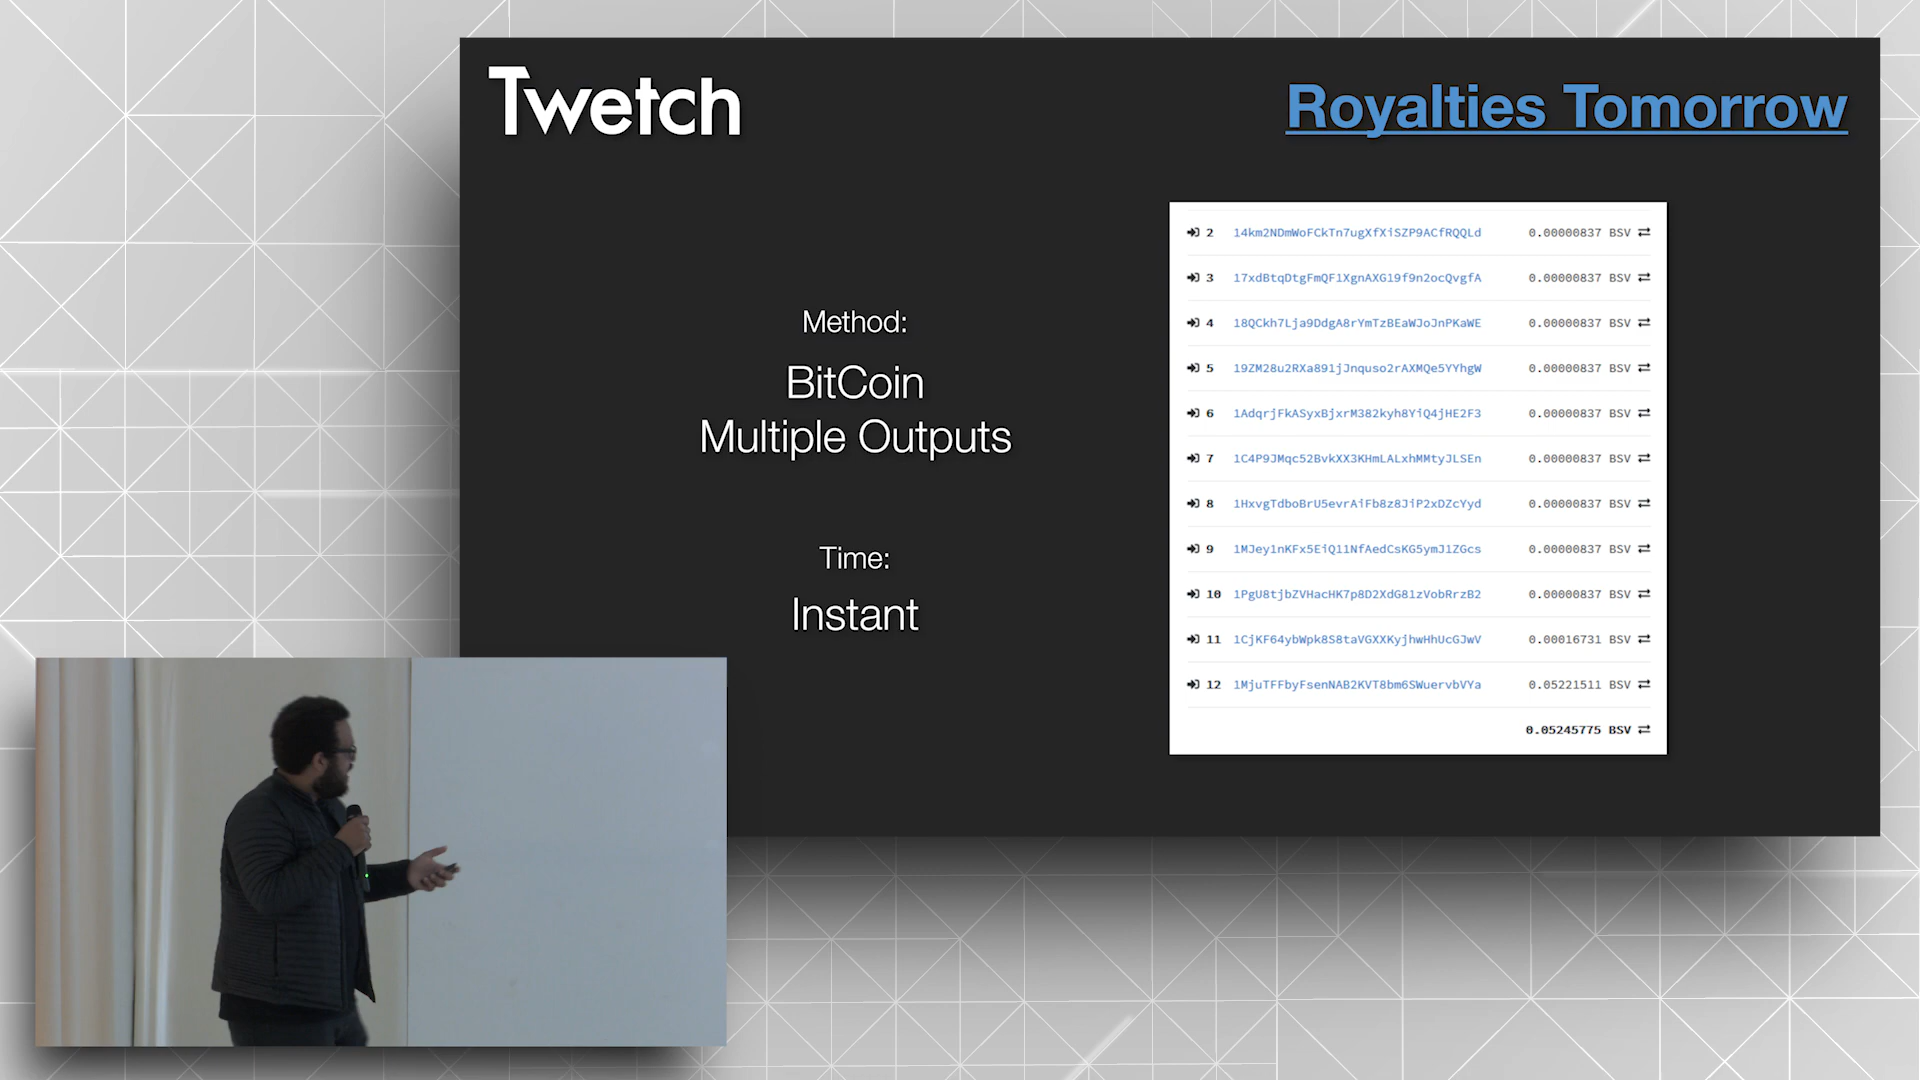 Twetch
Royalties Tomorrow
Method:
BitCoin
Multiple Outputs
Time:
Instant
2 14km2NDmWoFCkTn7ugXfXiSZP9ACfRQQLd 0.00000837 BSV
3 17xdBtqDtgFmQF1XgnAXG19f9n2ocQvgfA 0.00000837 BSV
4 18QCkh7Lja9DdgA8rYmTzBEaWJoJnPKaWE 0.00000837 BSV
5 19ZM28u2RXa891jJnquso2rAXMQe5YYhgW 0.00000837 BSV
6 1AdqrjFkASyxBjxrM382kyh8YiQ4jHE2F3 0.00000837 BSV
7 1C4P9JMqc52BvkXX3KHmLALxhMMtyJLSEn 0.00000837 BSV
8 1HxvgTdboBrU5evrAiFb8z8JiP2xDZcYyd 0.00000837 BSV
9 1MJey1nKFx5EiQ11NfAedCsKG5ymJ1ZGcs 0.00000837 BSV
10 1PgU8tjbZVHacHK7p8D2XdG81zVobRrzB2 0.00000837 BSV
11 1CjKF64ybWpk8S8taVGXXKyjhwHhUcGJwV 0.00016731 BSV
12 1MjuTFFbyFsenNAB2KVT8bm6SWuervbVYa 0.05221511 BSV
0.05245775 BSV